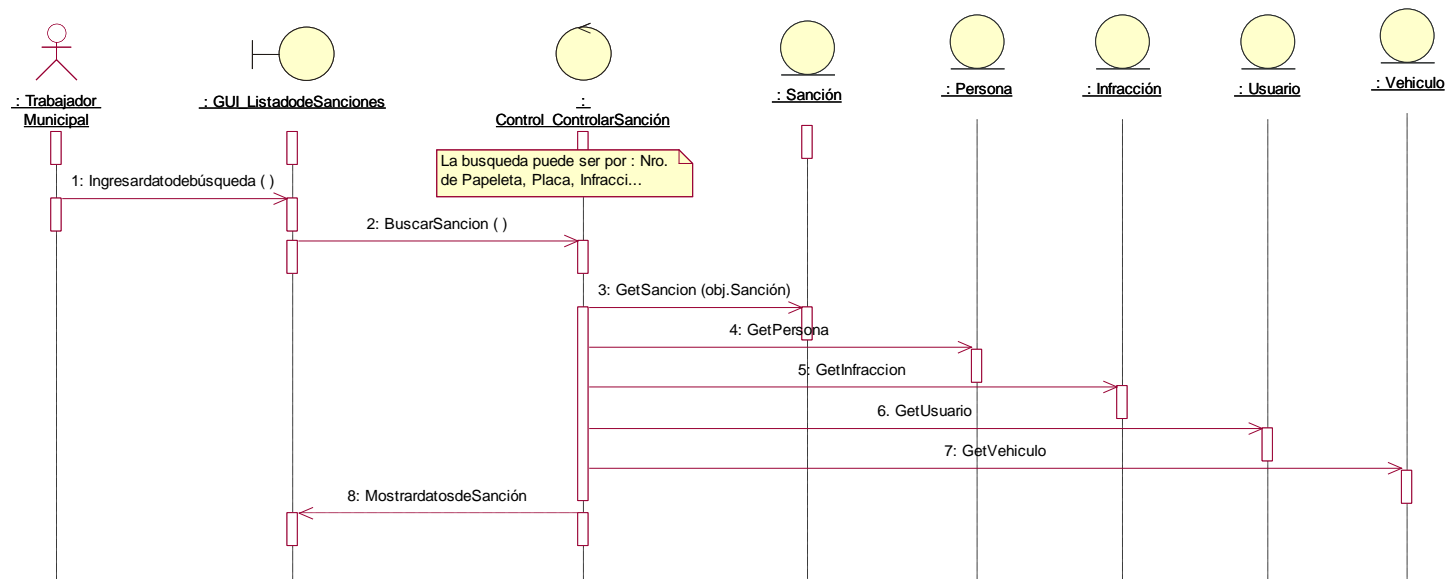 : Trabajador
Municipal
: GUI_ListadodeSanciones
:
Control_ControlarSanción
: Sanción
: Persona
: Infracción
: Usuario
: Vehiculo
La busqueda puede ser por : Nro.
de Papeleta, Placa, Infracci...
1: Ingresardatodebúsqueda ( )
2: BuscarSancion ( )
3: GetSancion (obj.Sanción)
4: GetPersona
5: GetInfraccion
6. GetUsuario
7: GetVehiculo
8: MostrardatosdeSanción